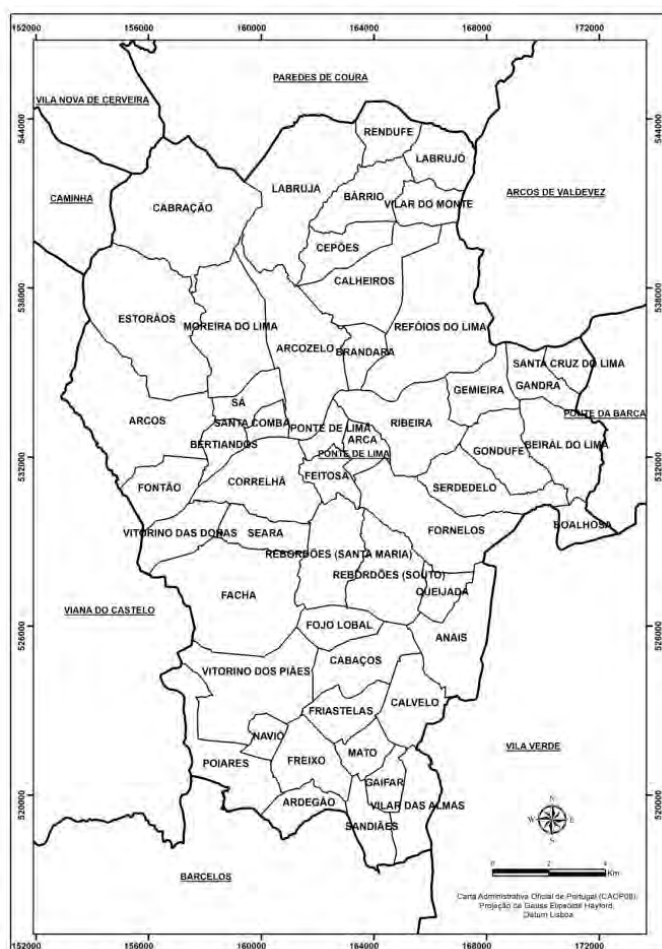 152000 156000 160000 164000 168000 172000
PAREDES DE COURA
VILA NOVA DE CERVEIRA
544000 544000
RENDUFE
LABRUJÓ
LABRUJA
CAMINHA
BÁRRIO
ARCOS DE VALDEVEZ
CABRAÇÃO
VILAR DO MONTE
CEPÕES
CALHEIROS
538000 538000
ESTORÃOS
MOREIRA DO LIMA
REFÓIOS DO LIMA
ARCOZELO
BRANDARA
SANTA CRUZ DO LIMA
GEMIEIRA
GANDRA
SÁ
PONTE DA BARCA
ARCOS
SANTA COMBA
PONTE DE LIMA
RIBEIRA
ARCA
BERTIANDOS
GONDUFE
BEIRAL DO LIMA
PONTE DE LIMA
532000 532000
FEITOSA
CORRELHÃ
FONTÃO
SERDEDELO
BOALHOSA
VITORINO DAS DONAS
SEARA
FORNELOS
REBORDÕES (SANTA MARIA)
REBORDÕES (SOUTO)
QUEIJADA
FACHA
VIANA DO CASTELO
FOJO LOBAL
526000 526000
ANAIS
CABAÇOS
VITORINO DOS PIÃES
CALVELO
FRIASTELAS
NAVIÓ
VILA VERDE
MATO
POIARES
FREIXO
GAIFAR
520000 520000
ARDEGÃO
VILAR DAS ALMAS
SANDIÃES
N
W E
S
BARCELOS
0 2 4
Km
Carta Administrativa Oficial de Portugal (CAOP08).
Projeção de Gauss Elipsóide Hayford,
Datum Lisboa
152000 156000 160000 164000 168000 172000